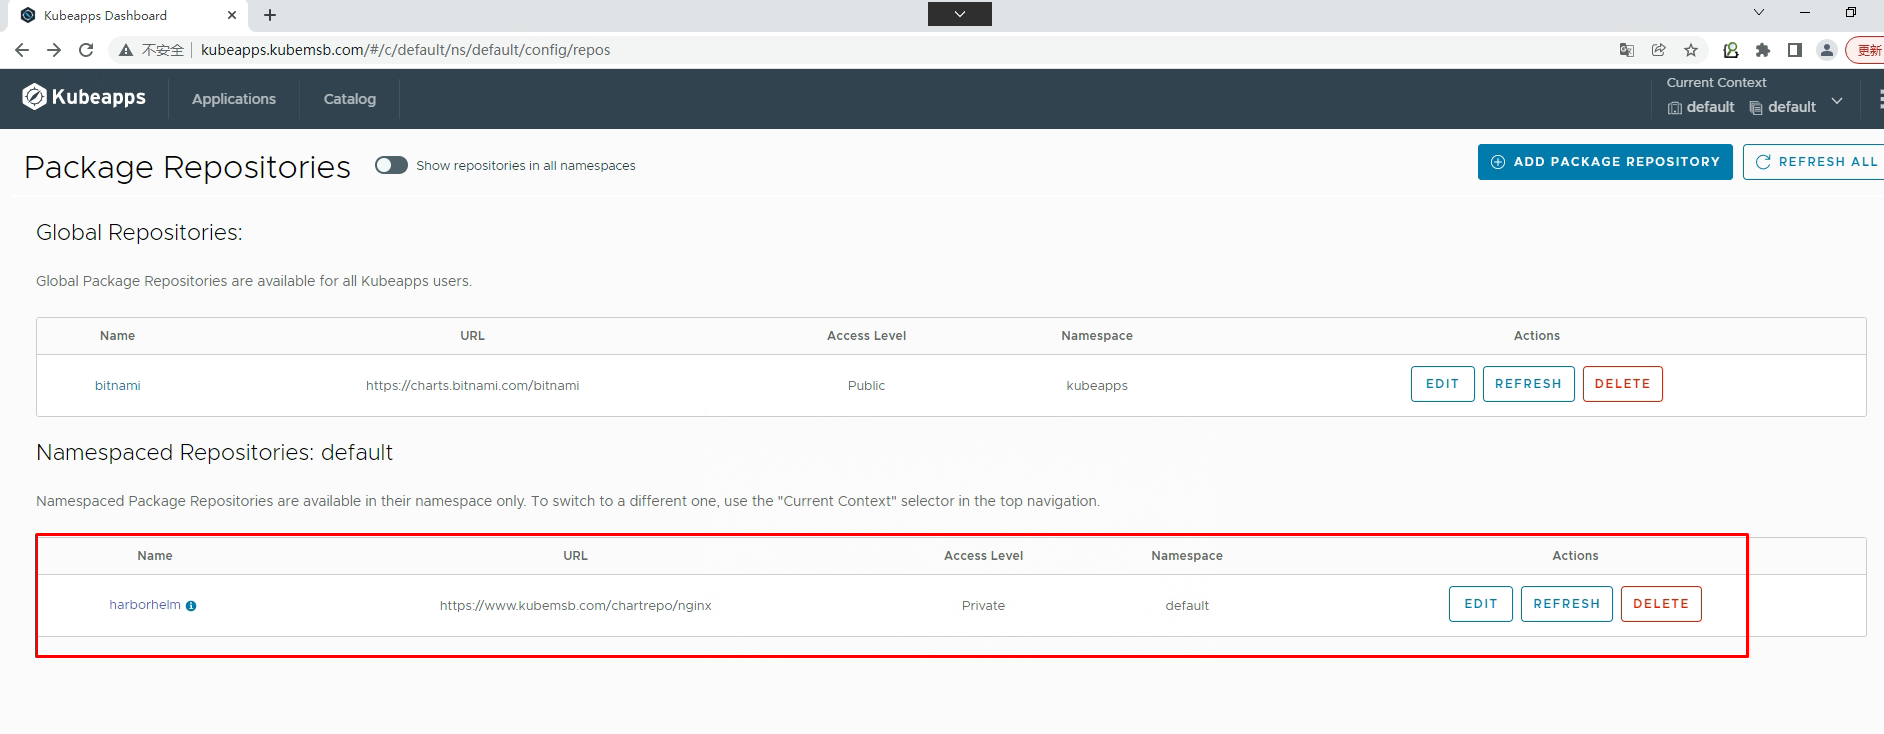 Kubeapps Dashboard
不安全 kubeapps.kubemsb.com/#/c/default/ns/default/config/repos 更新
Kubeapps Applications Catalog Current Context
default default
Package Repositories Show repositories in all namespaces ADD PACKAGE REPOSITORY REFRESH ALL
Global Repositories:
Global Package Repositories are available for all Kubeapps users.
Name URL Access Level Namespace Actions
bitnami https://charts.bitnami.com/bitnami Public kubeapps EDIT REFRESH DELETE
Namespaced Repositories: default
Namespaced Package Repositories are available in their namespace only. To switch to a different one, use the "Current Context" selector in the top navigation.
Name URL Access Level Namespace Actions
harborhelm https://www.kubemsb.com/chartrepo/nginx Private default EDIT REFRESH DELETE